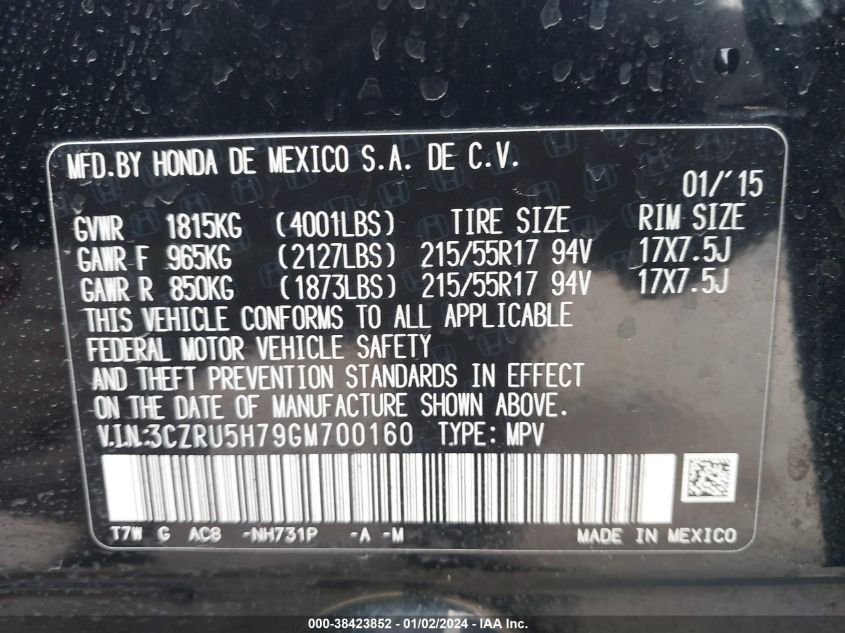 MFD.BY HONDA DE MEXICO S.A. DE C.V.
01/'15
GVWR 1815KG (4001LBS) TIRE SIZE RIM SIZE
GAWR F 965KG (2127LBS) 215/55R17 94V 17X7.5J
GAWR R 850KG (1873LBS) 215/55R17 94V 17X7.5J
THIS VEHICLE CONFORMS TO ALL APPLICABLE
FEDERAL MOTOR VEHICLE SAFETY
AND THEFT PREVENTION STANDARDS IN EFFECT
ON THE DATE OF MANUFACTURE SHOWN ABOVE.
V.I.N:3CZRU5H79GM700160 TYPE: MPV
T7W G AC8 -NH731P -A -M MADE IN MEXICO
000-38423852 - 01/02/2024 - IAA Inc.